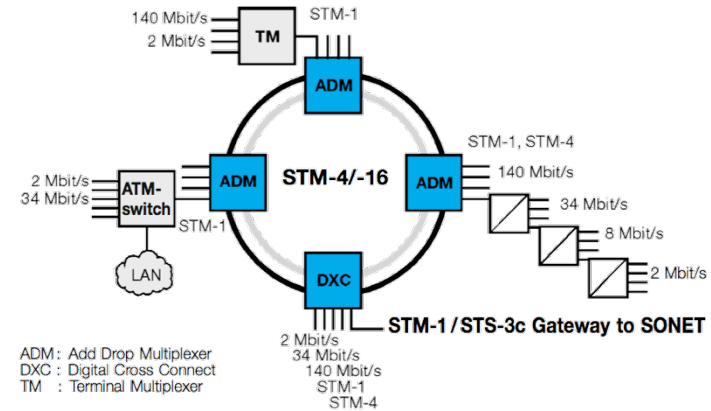 140 Mbit/s
2 Mbit/s
TM
STM-1
ADM
STM-1, STM-4
140 Mbit/s
34 Mbit/s
8 Mbit/s
2 Mbit/s
ADM
STM-4/-16
ADM
2 Mbit/s
34 Mbit/s
ATM-
switch
STM-1
LAN
DXC
STM-1/STS-3c Gateway to SONET
2 Mbit/s
34 Mbit/s
140 Mbit/s
STM-1
STM-4
ADM : Add Drop Multiplexer
DXC : Digital Cross Connect
TM : Terminal Multiplexer